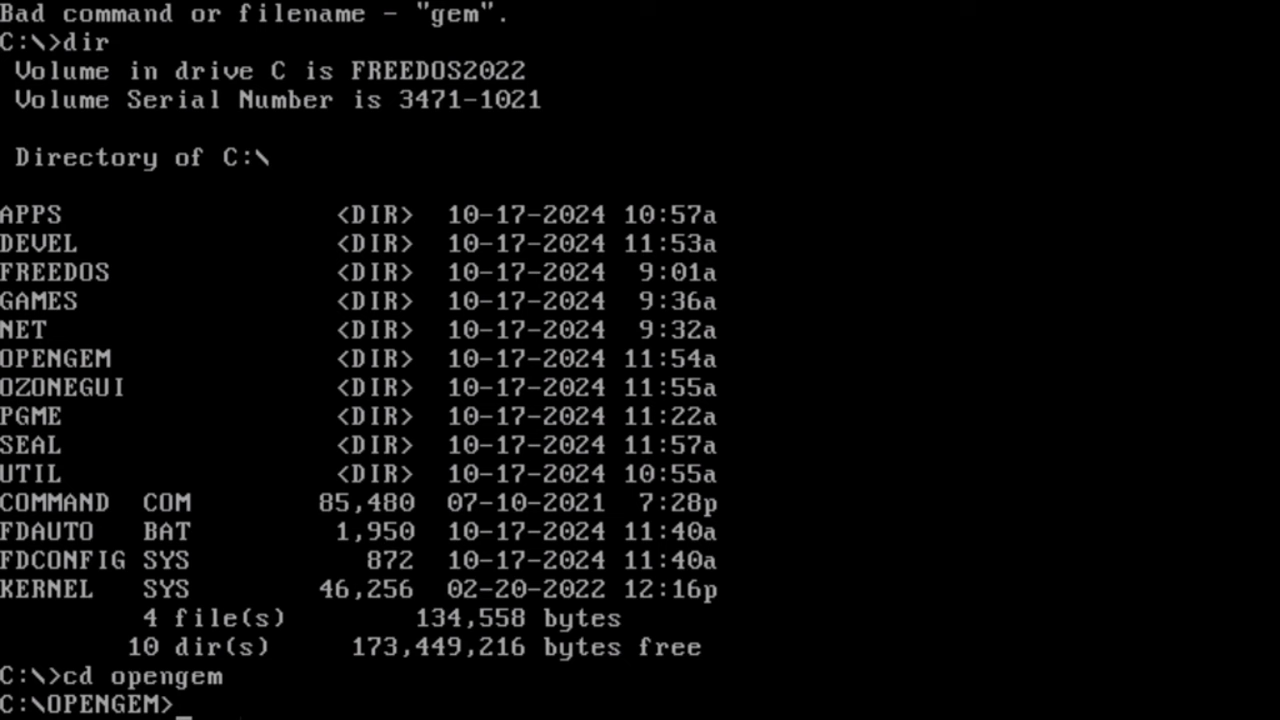 Bad command or filename - "gem".
C:\>dir
Volume in drive C is FREEDOS2022
Volume Serial Number is 3471-1021
Directory of C:\
APPS <DIR> 10-17-2024 10:57a
DEVEL <DIR> 10-17-2024 11:53a
FREEDOS <DIR> 10-17-2024 9:01a
GAMES <DIR> 10-17-2024 9:36a
NET <DIR> 10-17-2024 9:32a
OPENGEM <DIR> 10-17-2024 11:54a
OZONEGUI <DIR> 10-17-2024 11:55a
PGME <DIR> 10-17-2024 11:22a
SEAL <DIR> 10-17-2024 11:57a
UTIL <DIR> 10-17-2024 10:55a
COMMAND COM 85,480 07-10-2021 7:28p
FDAUTO BAT 1,950 10-17-2024 11:40a
FDCONFIG SYS 872 10-17-2024 11:40a
KERNEL SYS 46,256 02-20-2022 12:16p
4 file(s) 134,558 bytes
10 dir(s) 173,449,216 bytes free
C:\>cd opengem
C:\OPENGEM>_